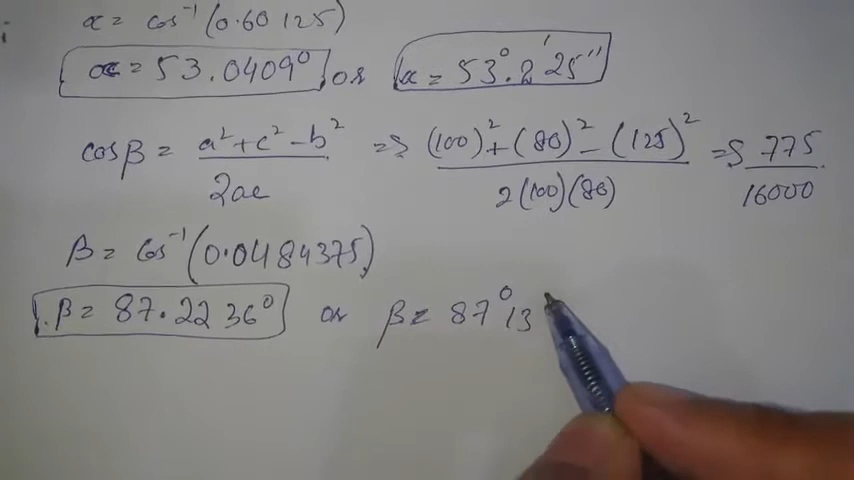 α = cos⁻¹(0.60125)
α = 53.0409° or α = 53°.2'25"
cosβ = (a² + c² - b²) / 2ac => (100)² + (80)² - (125)² / 2(100)(80) => 775 / 16000
β = cos⁻¹(0.0484375)
β = 87.2236° or β = 87°13